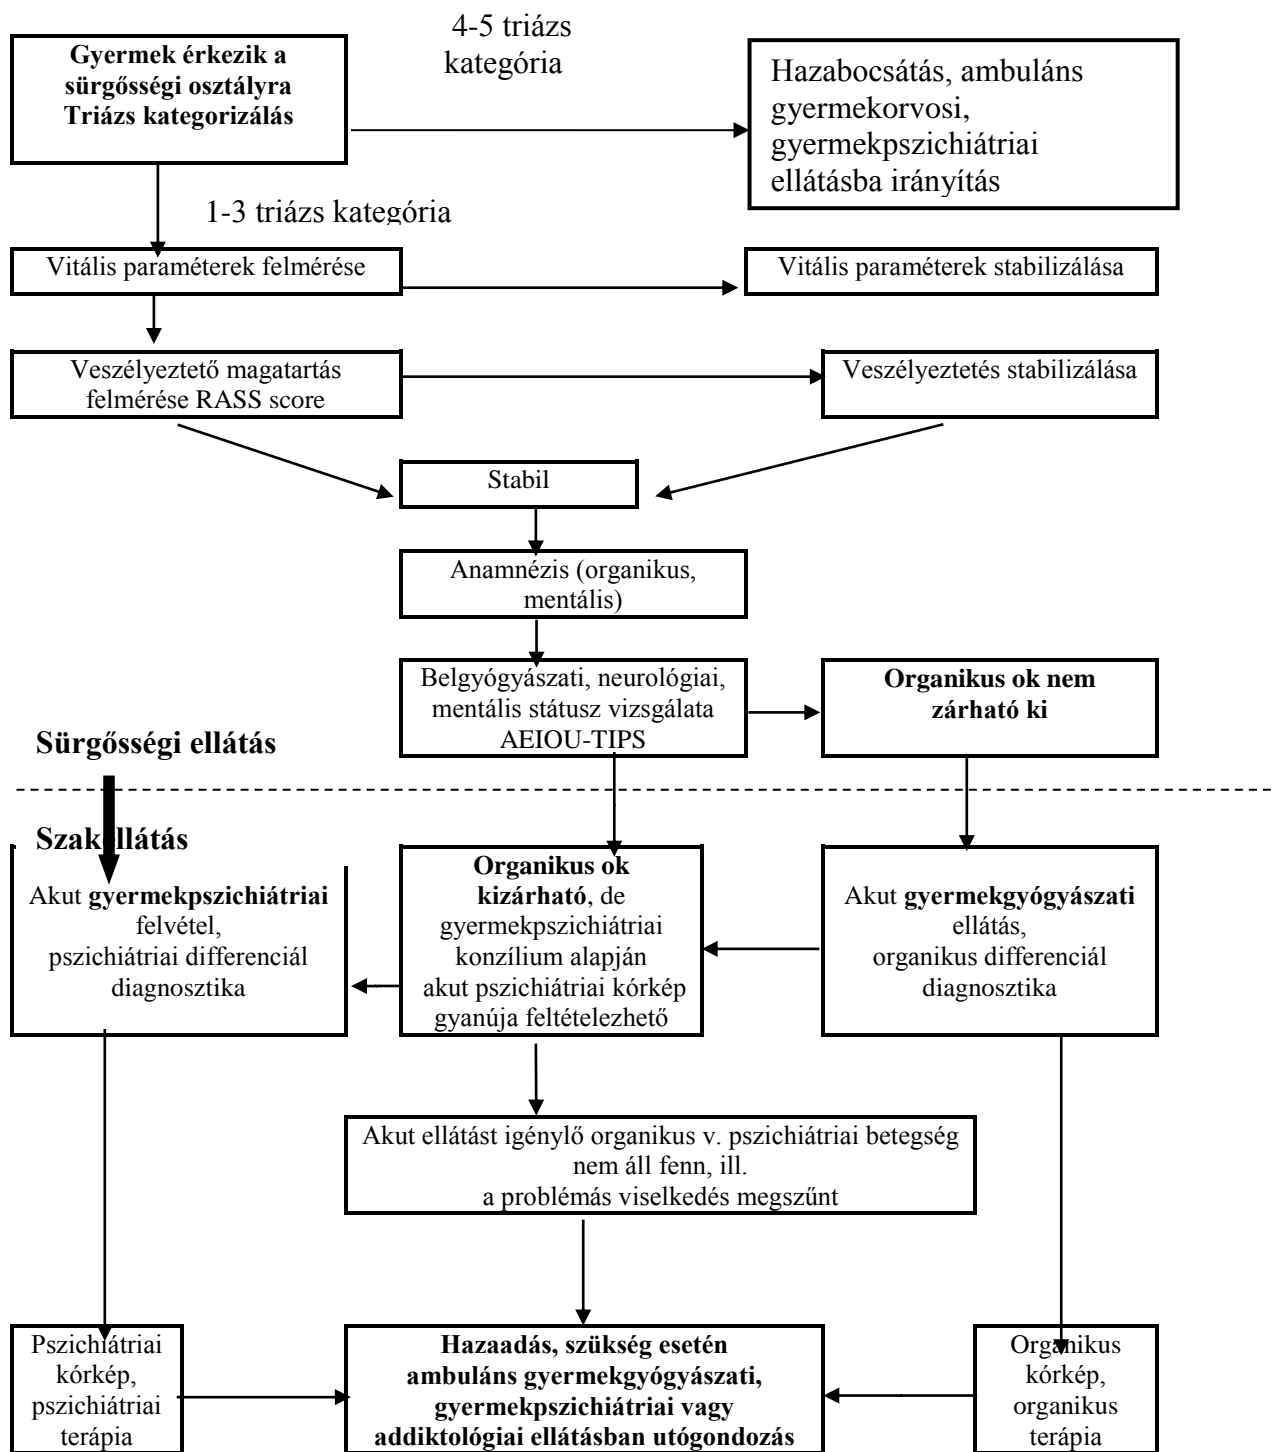 4-5 triázs
kategória
Gyermek érkezik a
sürgősségi osztályra
Triázs kategorizálás
Hazabocsátás, ambuláns
gyermekorvosi,
gyermekpszichiátriai
ellátásba irányítás
1-3 triázs kategória
Vitális paraméterek felmérése
Vitális paraméterek stabilizálása
Veszélyeztető magatartás
felmérése RASS score
Veszélyeztetés stabilizálása
Stabil
Anamnézis (organikus,
mentális)
Belgyógyászati, neurológiai,
mentális státusz vizsgálata
AEIOU-TIPS
Organikus ok nem
zárható ki
Sürgősségi ellátás
Szakellátás
Akut gyermekpszichiátriai
felvétel,
pszichiátriai differenciál
diagnosztika
Organikus ok
kizárható, de
gyermekpszichiátriai
konzílium alapján
akut pszichiátriai kórkép
gyanúja feltételezhető
Akut gyermekgyógyászati
ellátás,
organikus differenciál
diagnosztika
Akut ellátást igénylő organikus v. pszichiátriai betegség
nem áll fenn, ill.
a problémás viselkedés megszűnt
Pszichiátriai
kórkép,
pszichiátriai
terápia
Hazaadás, szükség esetén
ambuláns gyermekgyógyászati,
gyermekpszichiátriai vagy
addiktológiai ellátásban utógondozás
Organikus
kórkép,
organikus
terápia